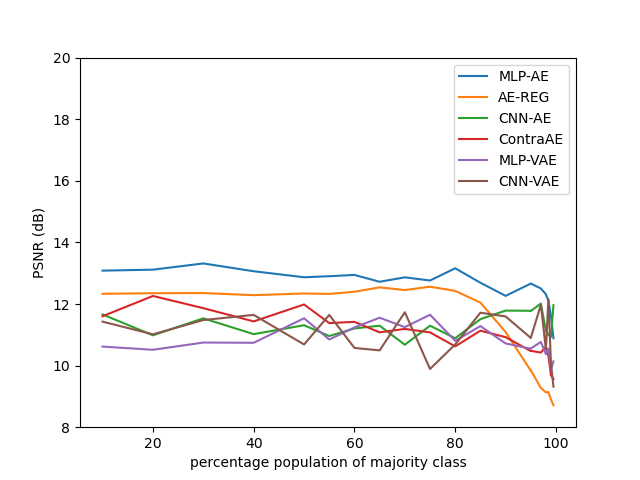 20
18
16
14
12
10
8
PSNR (dB)
MLP-AE
AE-REG
CNN-AE
ContraAE
MLP-VAE
CNN-VAE
20 40 60 80 100
percentage population of majority class